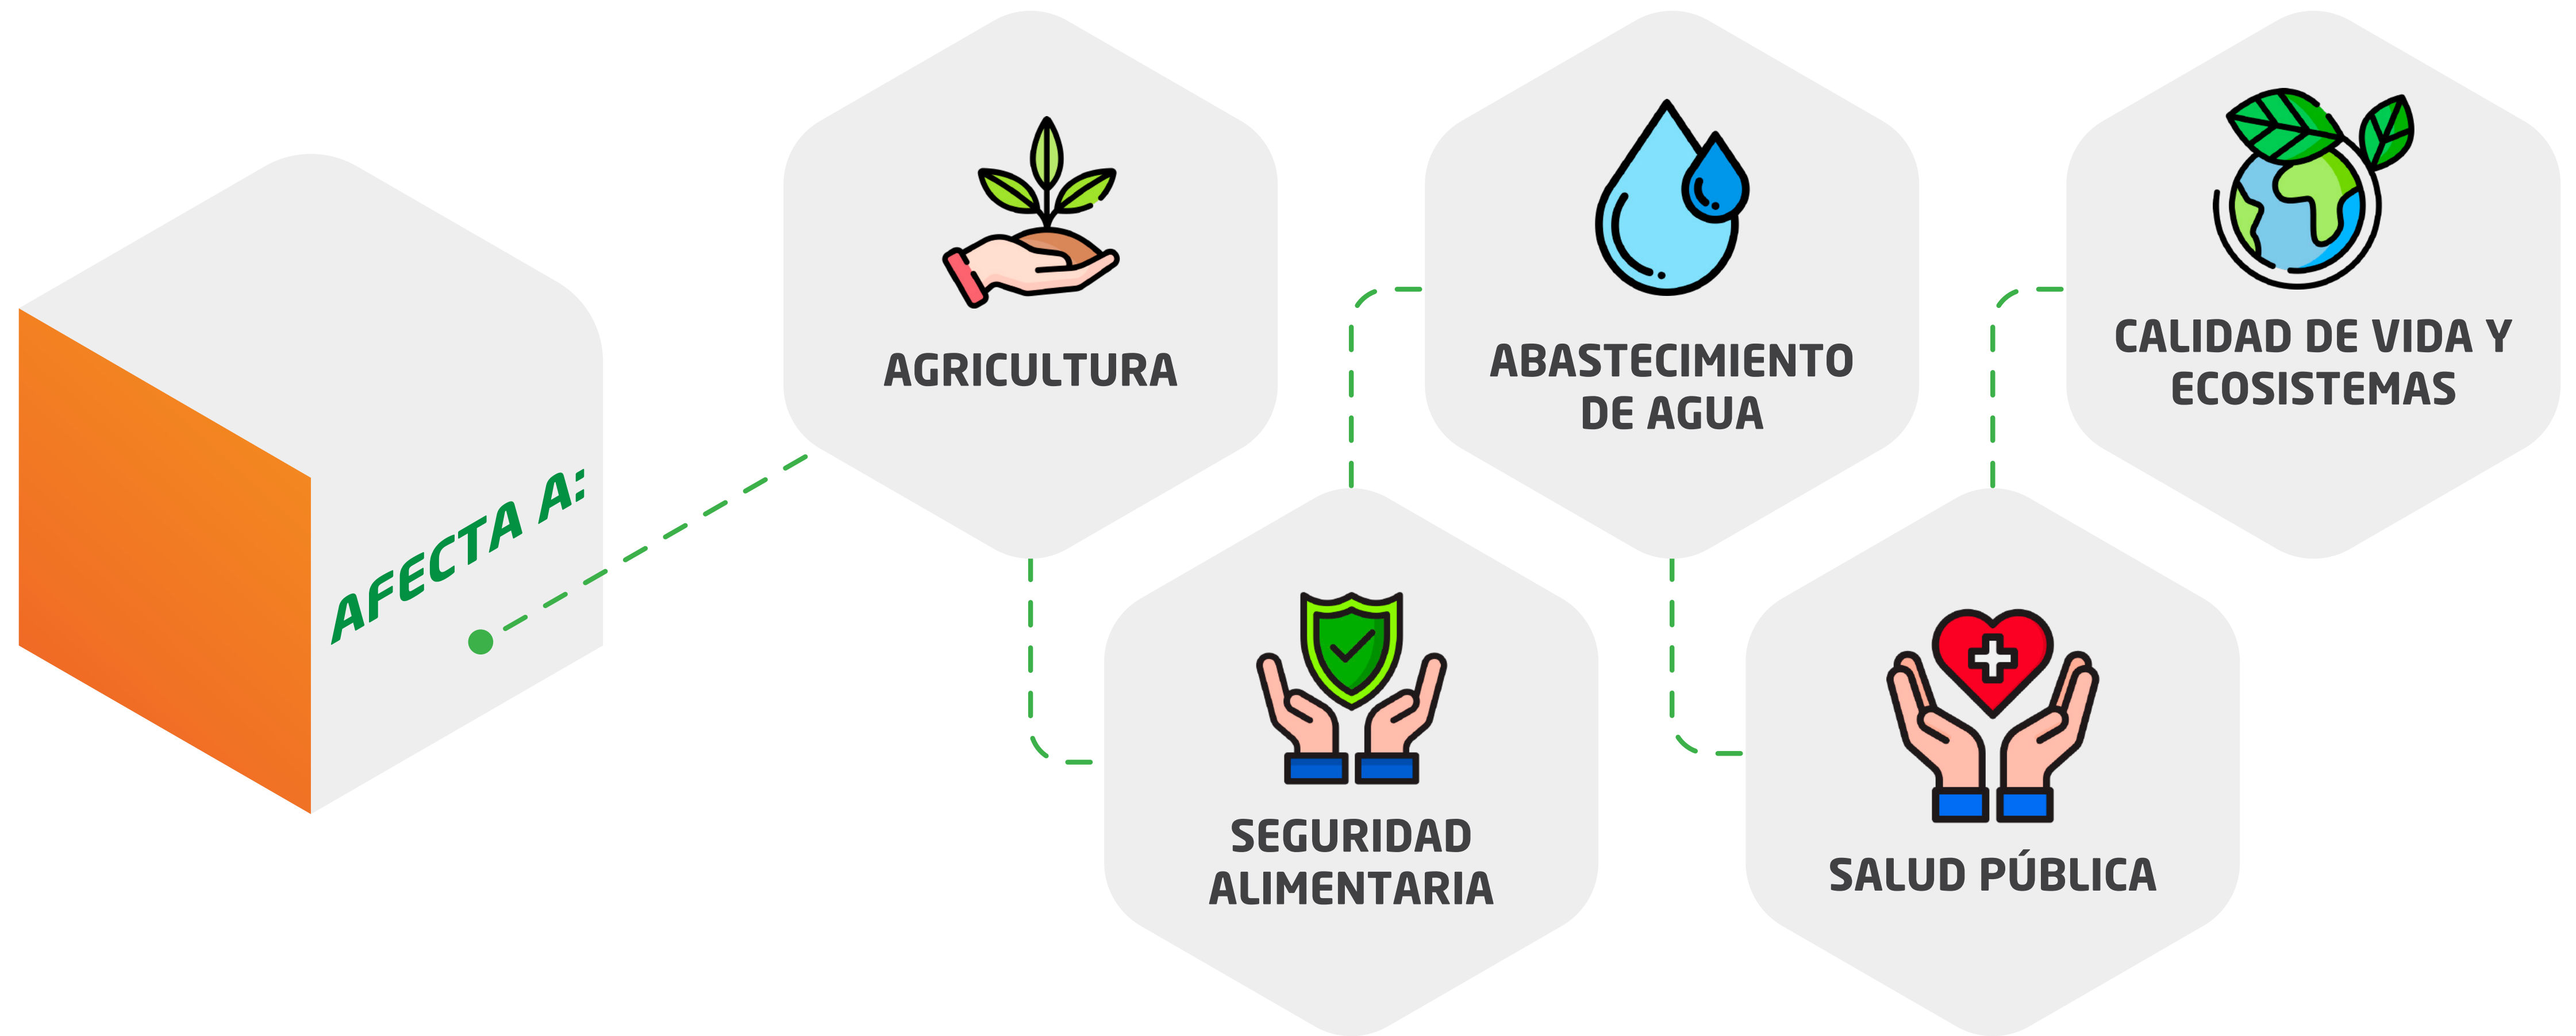 AFECTA A:
AGRICULTURA
SEGURIDAD
ALIMENTARIA
ABASTECIMIENTO
DE AGUA
SALUD PÚBLICA
CALIDAD DE VIDA Y
ECOSISTEMAS